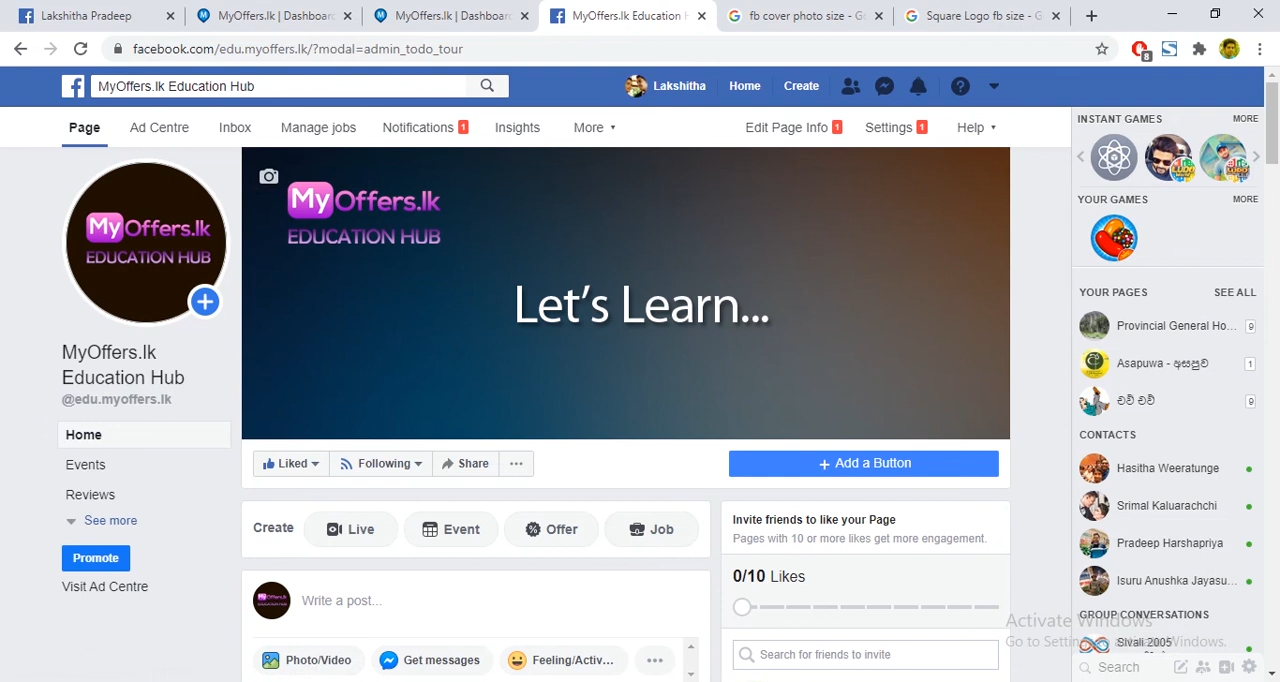 Lakshitha Pradeep
MyOffers.lk | Dashboar
MyOffers.lk | Dashboar
MyOffers.lk Education H
fb cover photo size - Go
Square Logo fb size - G
facebook.com/edu.myoffers.lk/?modal=admin_todo_tour
8
MyOffers.lk Education Hub
Lakshitha Home Create
Page Ad Centre Inbox Manage jobs Notifications 1 Insights More Edit Page Info 1 Settings 1 Help
INSTANT GAMES MORE
YOUR GAMES MORE
MyOffers.lk
EDUCATION HUB
MyOffers.lk
EDUCATION HUB
Let's Learn...
MyOffers.lk
Education Hub
@edu.myoffers.lk
Home
Events
Reviews
See more
Promote
Visit Ad Centre
Liked Following Share ...
+ Add a Button
Create Live Event Offer Job
Write a post...
Photo/Video Get messages Feeling/Activ... ...
Invite friends to like your Page
Pages with 10 or more likes get more engagement.
0/10 Likes
Search for friends to invite
YOUR PAGES SEE ALL
Provincial General Ho... 9
Asapuwa - අසපුව 1
චව් චව් 9
CONTACTS
Hasitha Weeratunge
Srimal Kaluarachchi
Pradeep Harshapriya
Isuru Anushka Jayasu...
GROUP CONVERSATIONS
Sivali 2005
Activate Windows
Go to Settin
Windows.
Search